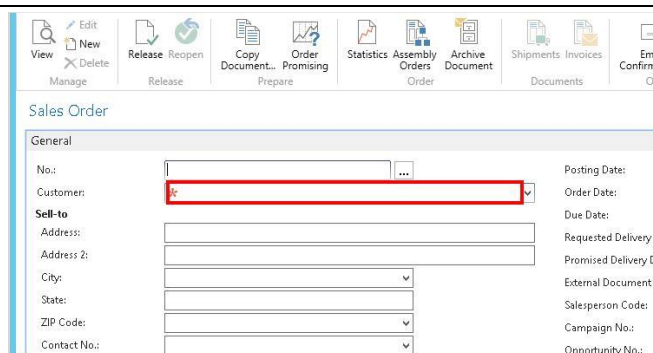 View
Edit
New
Delete
Manage
Release Reopen
Release
Copy Document... Order Promising
Prepare
Statistics Assembly Orders Archive Document
Order
Shipments Invoices
Documents
Sales Order
General
No.:
...
Posting Date:
Customer:
*
Order Date:
Sell-to
Due Date:
Address:
Requested Delivery
Address 2:
Promised Delivery
City:
External Document
State:
Salesperson Code:
ZIP Code:
Campaign No.:
Contact No.:
Opportunity No.: